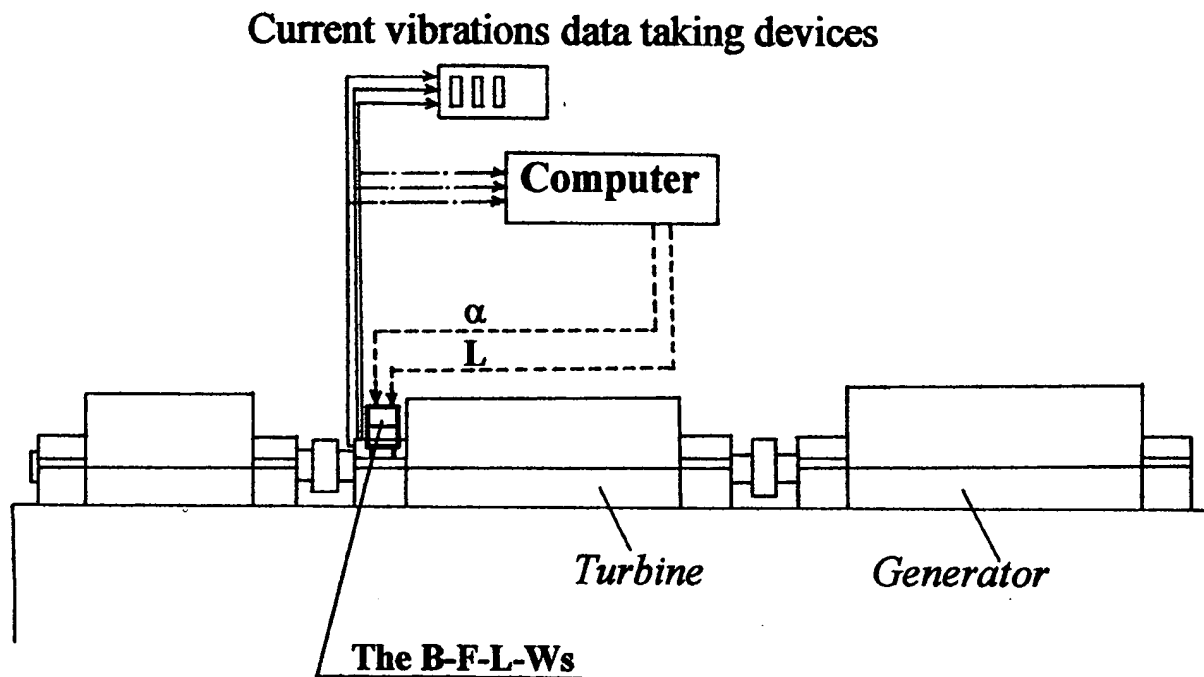 Current vibrations data taking devices
Computer
α
L
Turbine
Generator
The B-F-L-Ws